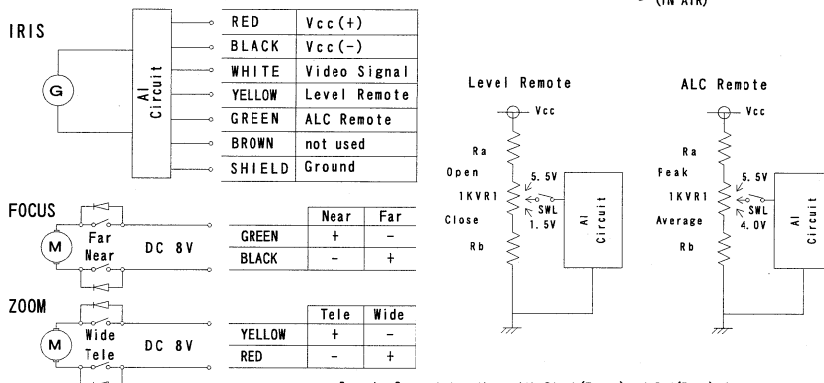 (IN AIR)
IRIS
G
AI Circuit
RED Vcc(+)
BLACK Vcc(-)
WHITE Video Signal
YELLOW Level Remote
GREEN ALC Remote
BROWN not used
SHIELD Ground
FOCUS
M
Far
Near
DC 8V
Near Far
GREEN + -
BLACK - +
ZOOM
M
Wide
Tele
DC 8V
Tele Wide
YELLOW + -
RED - +
Level Remote
Vcc
Ra
Open 5.5V
1KVR1 SWL
Close 1.5V
Rb
AI Circuit
ALC Remote
Vcc
Ra
Peak 5.5V
1KVR1 SWL
Average 4.0V
Rb
AI Circuit